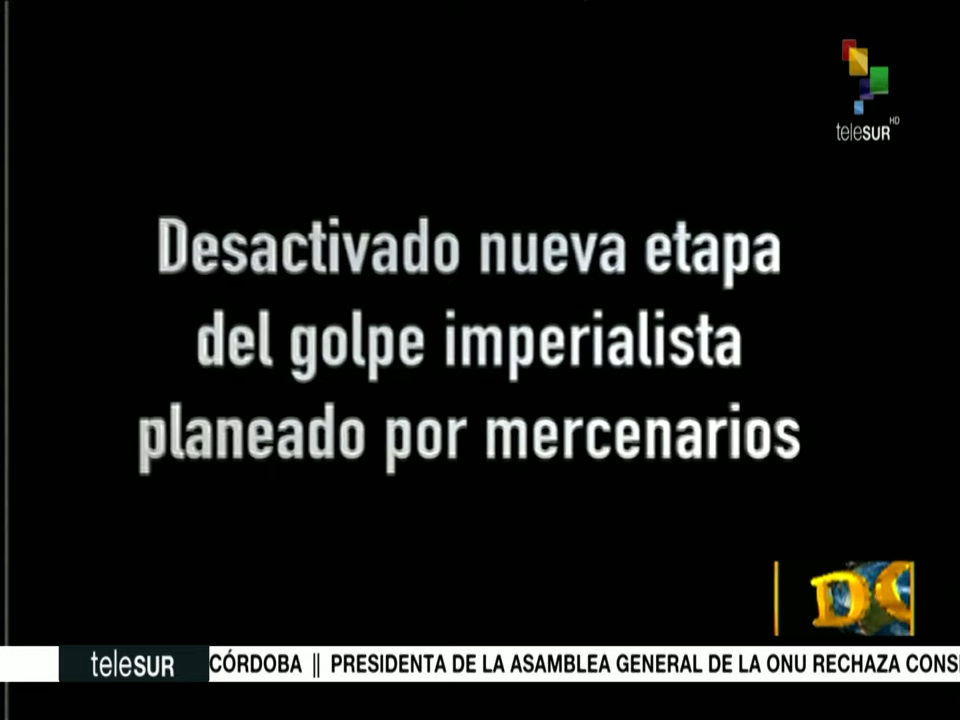 teleSUR HD
Desactivado nueva etapa
del golpe imperialista
planeado por mercenarios
teleSUR
CÓRDOBA || PRESIDENTA DE LA ASAMBLEA GENERAL DE LA ONU RECHAZA